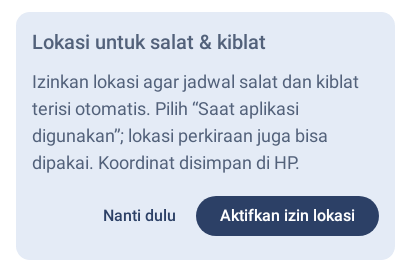 Lokasi untuk salat & kiblat
Izinkan lokasi agar jadwal salat dan kiblat
terisi otomatis. Pilih “Saat aplikasi
digunakan”; lokasi perkiraan juga bisa
dipakai. Koordinat disimpan di HP.
Nanti dulu
Aktifkan izin lokasi